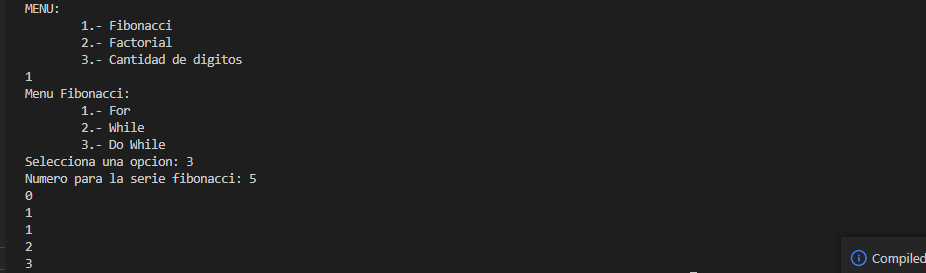 MENU:
1.- Fibonacci
2.- Factorial
3.- Cantidad de digitos
1
Menu Fibonacci:
1.- For
2.- While
3.- Do While
Selecciona una opcion: 3
Numero para la serie fibonacci: 5
0
1
1
2
3
Compiled